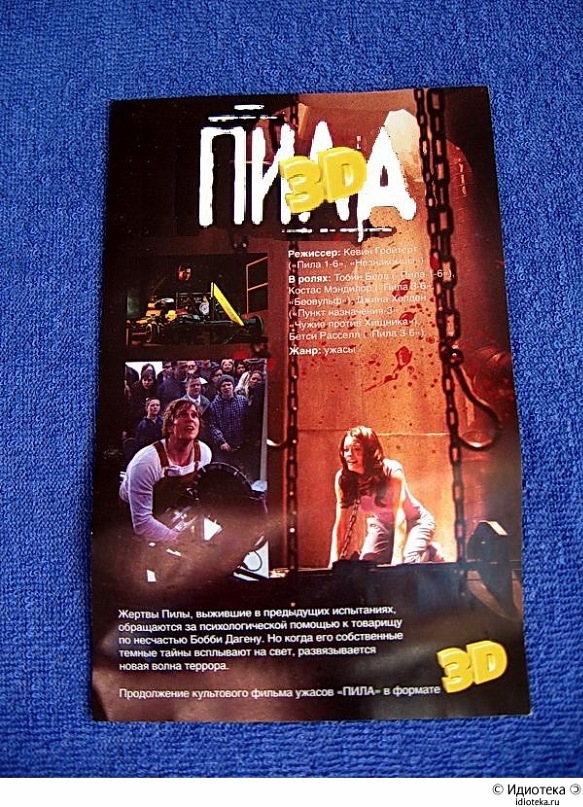 ПИЛА
3D
Режиссер: Кевин Гройтерт
(«Пила 1-6», «Незнакомцы»)
В ролях: Тобин Белл («Пила 1-6»),
Костас Мэндилор («Пила 3-6»,
«Беовульф»), Джина Холден
(«Пункт назначения-3»,
«Чужие против Хищника»),
Бетси Расселл («Пила 3-6»)
Жанр: ужасы
Жертвы Пилы, выжившие в предыдущих испытаниях,
обращаются за психологической помощью к товарищу
по несчастью Бобби Дагену. Но когда его собственные
темные тайны всплывают на свет, развязывается
новая волна террора.
Продолжение культового фильма ужасов «ПИЛА» в формате 3D
© Идиотека
idioteka.ru